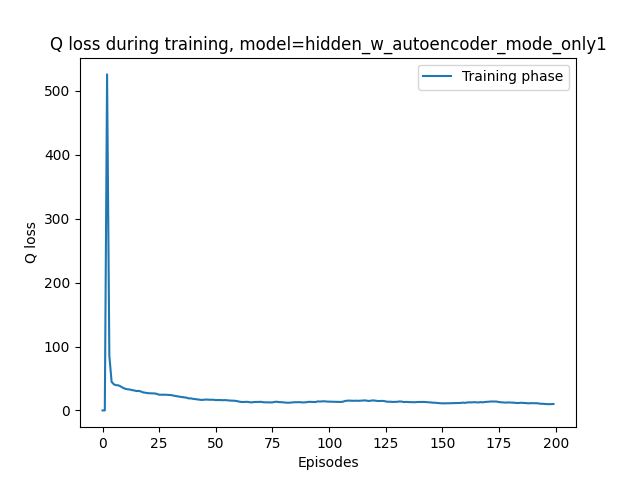 Q loss during training, model=hidden_w_autoencoder_mode_only1
Training phase
500
400
300
200
100
0
Q loss
0 25 50 75 100 125 150 175 200
Episodes